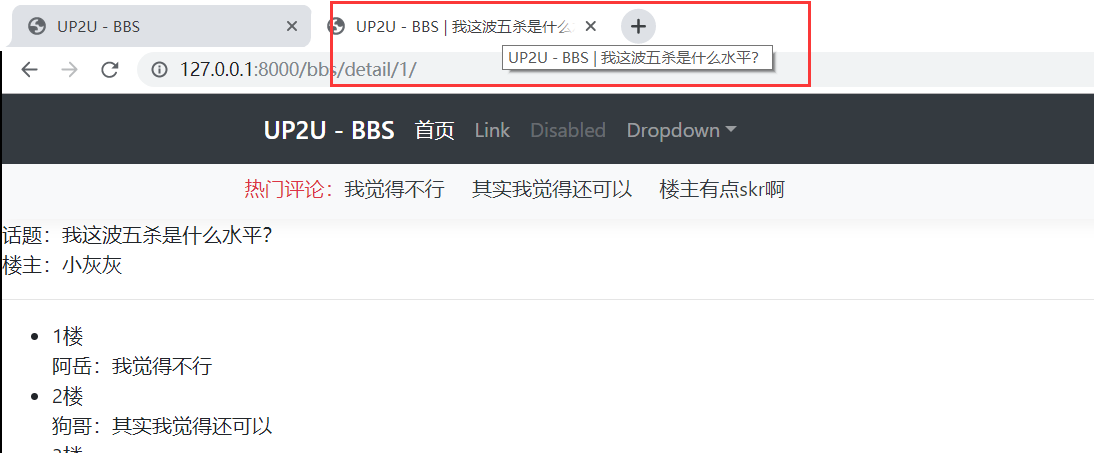 UP2U - BBS
UP2U - BBS | 我这波五杀是什么
UP2U - BBS | 我这波五杀是什么水平?
127.0.0.1:8000/bbs/detail/1/
UP2U - BBS 首页 Link Disabled Dropdown
热门评论：我觉得不行 其实我觉得还可以 楼主有点skr啊
话题：我这波五杀是什么水平?
楼主：小灰灰
1楼
阿岳：我觉得不行
2楼
狗哥：其实我觉得还可以